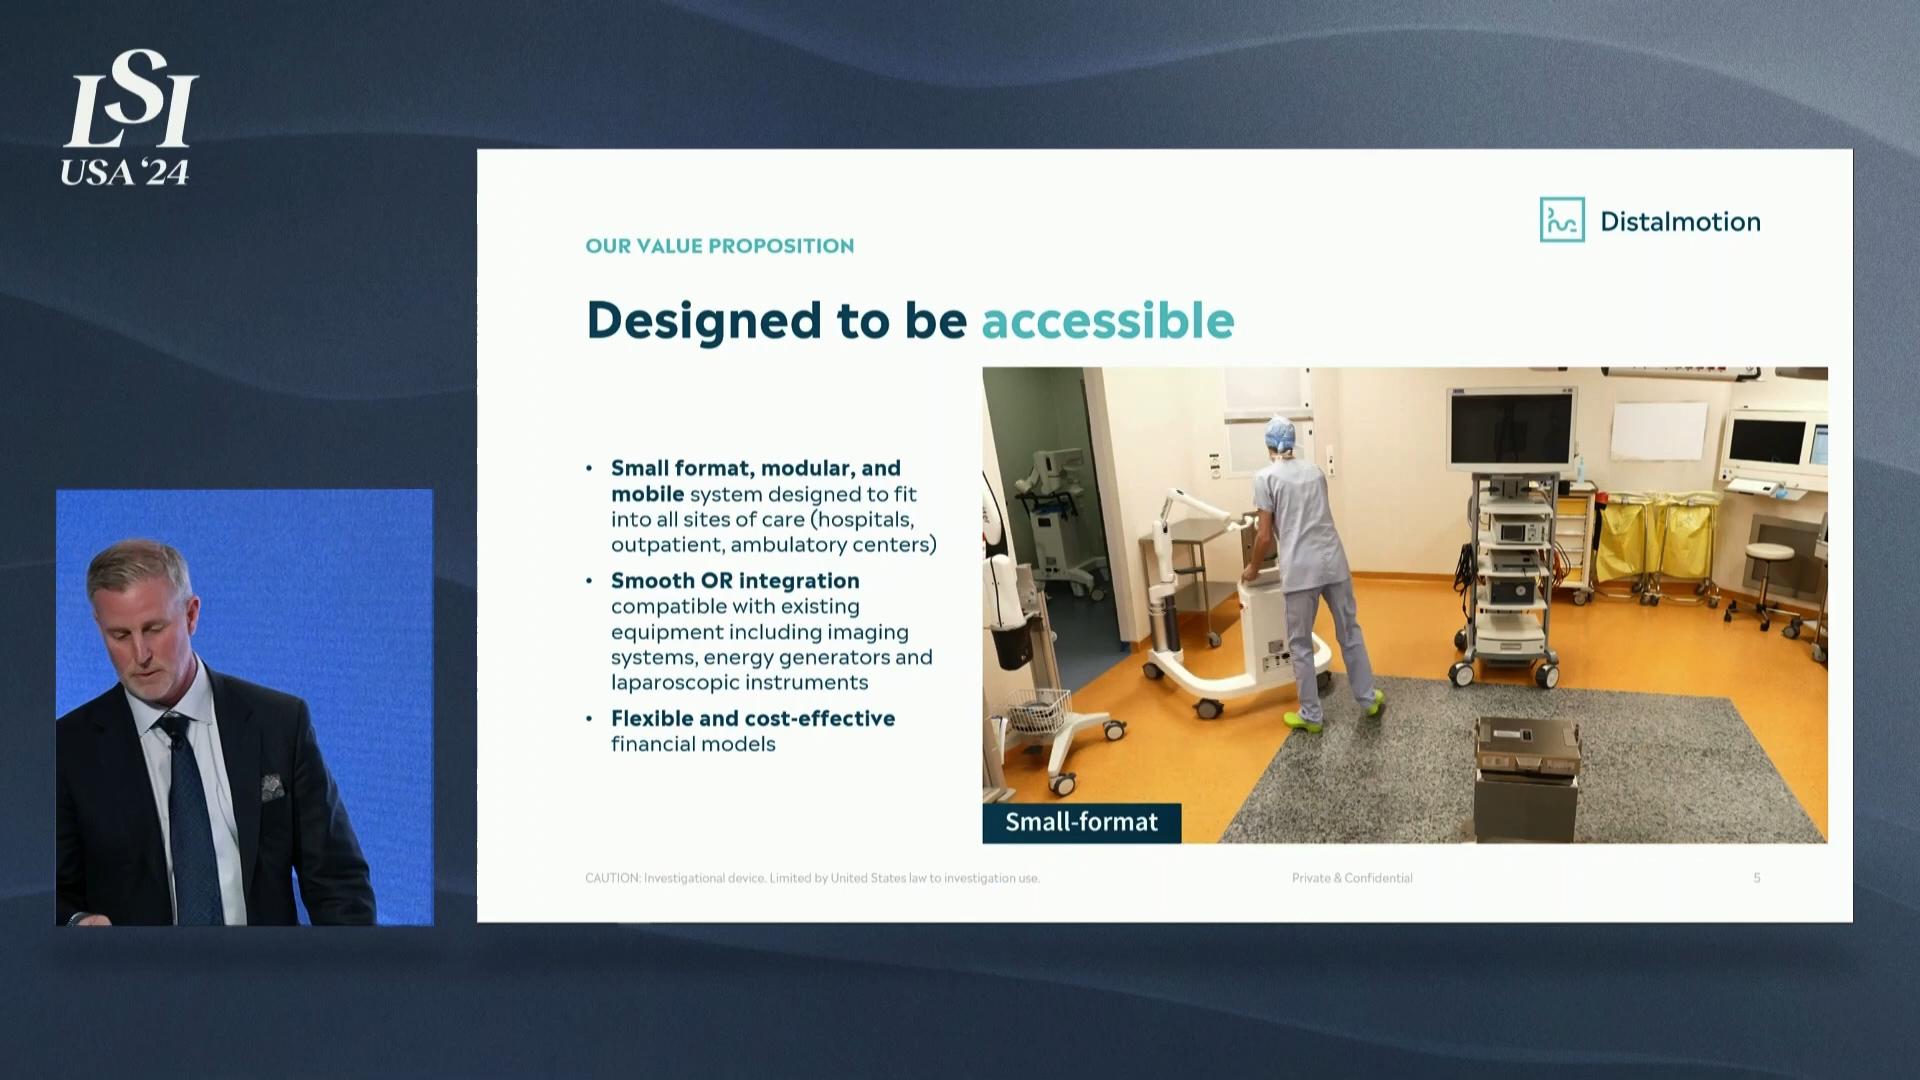 LSI
USA '24
Distalmotion
OUR VALUE PROPOSITION
Designed to be accessible
• Small format, modular, and
mobile system designed to fit
into all sites of care (hospitals,
outpatient, ambulatory centers)
• Smooth OR integration
compatible with existing
equipment including imaging
systems, energy generators and
laparoscopic instruments
• Flexible and cost-effective
financial models
Small-format
CAUTION: Investigational device. Limited by United States law to investigation use.
Private & Confidential
5